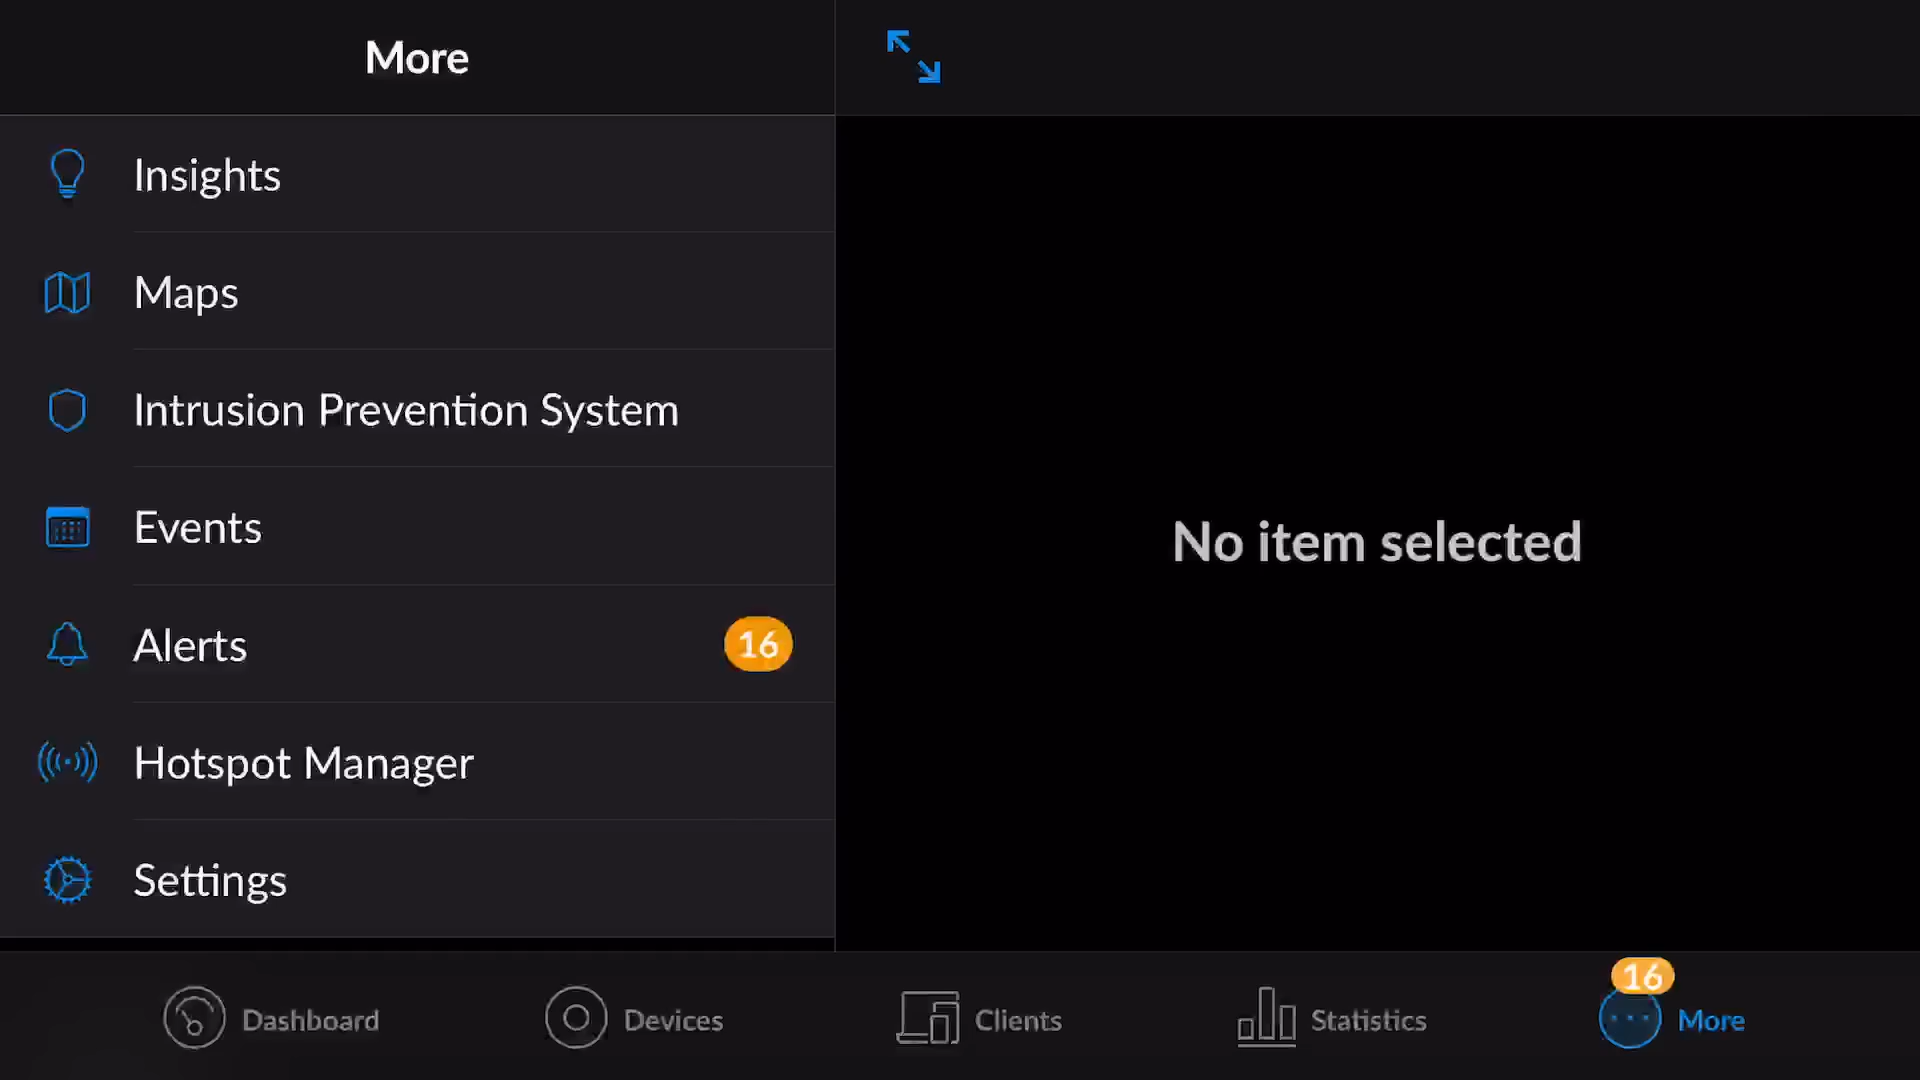 More
Insights
Maps
Intrusion Prevention System
Events
Alerts
16
Hotspot Manager
Settings
No item selected
Dashboard
Devices
Clients
Statistics
16
More